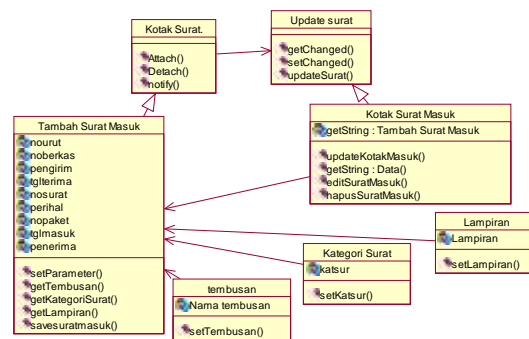 Kotak Surat.
Attach()
Detach()
notify()
Update surat
getChanged()
setChanged()
updateSurat()
Tambah Surat Masuk
nourut
noberkas
pengirim
tglterima
nosurat
perihal
nopaket
tglmasuk
penerima
setParameter()
getTembusan()
getKategoriSurat()
getLampiran()
savesuratmasuk()
Kotak Surat Masuk
getString : Tambah Surat Masuk
updateKotakMasuk()
getString : Data()
editSuratMasuk()
hapusSuratMasuk()
Lampiran
Lampiran
setLampiran()
Kategori Surat
katsur
setKatsur()
tembusan
Nama tembusan
setTembusan()